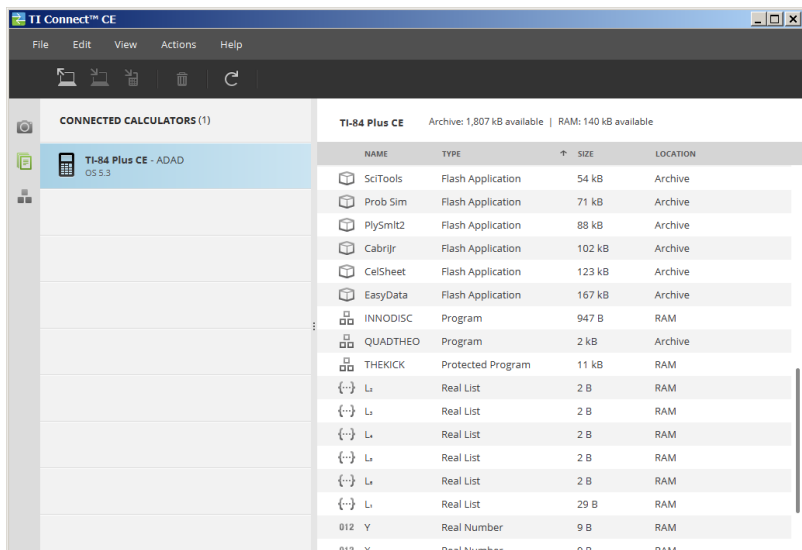 TI Connect™ CE
File Edit View Actions Help
CONNECTED CALCULATORS (1)
TI-84 Plus CE - ADAD
OS 5.3
TI-84 Plus CE Archive: 1,807 kB available | RAM: 140 kB available
NAME TYPE SIZE LOCATION
SciTools Flash Application 54 kB Archive
Prob Sim Flash Application 71 kB Archive
PlySmlt2 Flash Application 88 kB Archive
CabriJr Flash Application 102 kB Archive
CelSheet Flash Application 123 kB Archive
EasyData Flash Application 167 kB Archive
INNODISC Program 947 B RAM
QUADTHEO Program 2 kB Archive
THEKICK Protected Program 11 kB RAM
L₂ Real List 2 B RAM
L₃ Real List 2 B RAM
L₄ Real List 2 B RAM
Real List 2 B RAM
Real List 2 B RAM
L₁ Real List 29 B RAM
012 Y Real Number 9 B RAM